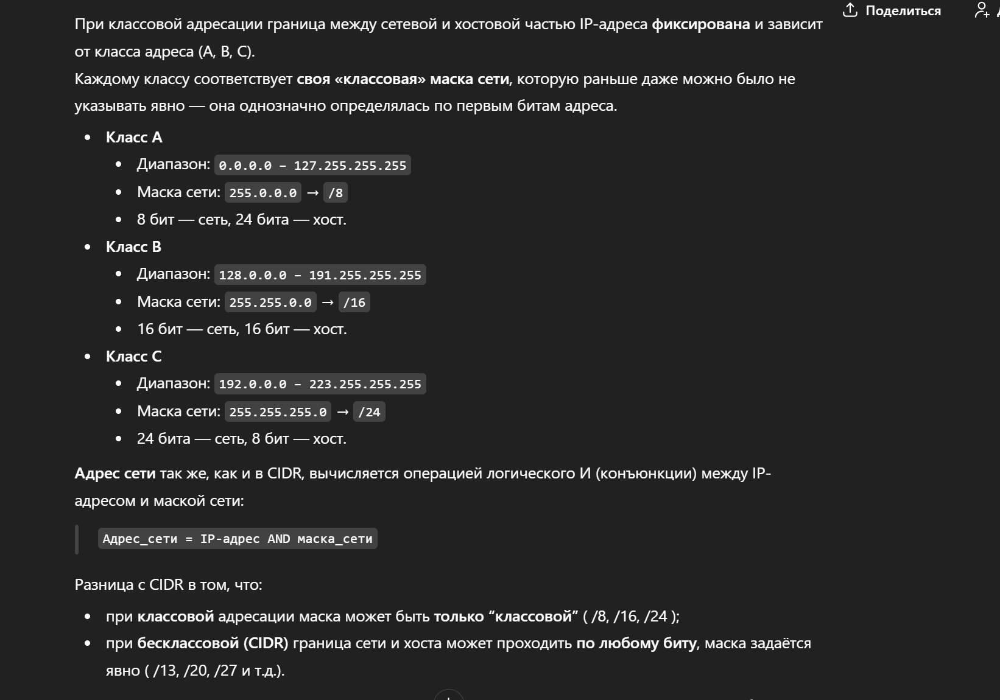 Поделиться
При классовой адресации граница между сетевой и хостовой частью IP-адреса фиксирована и зависит
от класса адреса (A, B, C).
Каждому классу соответствует своя «классовая» маска сети, которую раньше даже можно было не
указывать явно — она однозначно определялась по первым битам адреса.
• Класс A
• Диапазон: 0.0.0.0 – 127.255.255.255
• Маска сети: 255.0.0.0 → /8
• 8 бит — сеть, 24 бита — хост.
• Класс B
• Диапазон: 128.0.0.0 – 191.255.255.255
• Маска сети: 255.255.0.0 → /16
• 16 бит — сеть, 16 бит — хост.
• Класс C
• Диапазон: 192.0.0.0 – 223.255.255.255
• Маска сети: 255.255.255.0 → /24
• 24 бита — сеть, 8 бит — хост.
Адрес сети так же, как и в CIDR, вычисляется операцией логического И (конъюнкции) между IP-
адресом и маской сети:
Адрес_сети = IP-адрес AND маска_сети
Разница с CIDR в том, что:
• при классовой адресации маска может быть только “классовой” ( /8, /16, /24 );
• при бесклассовой (CIDR) граница сети и хоста может проходить по любому биту, маска задаётся
явно ( /13, /20, /27 и т.д.).